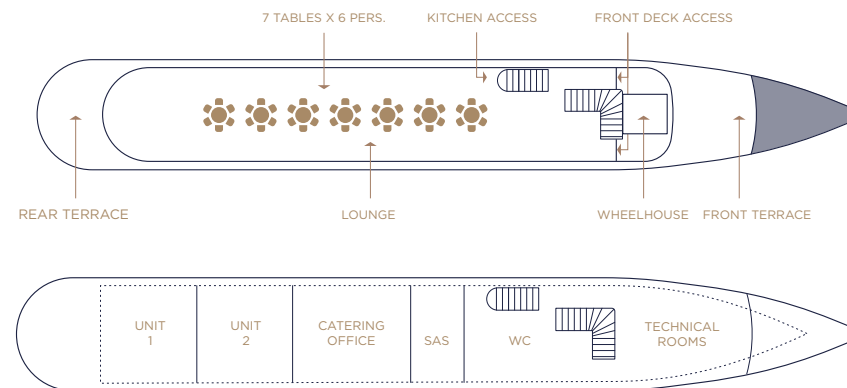 7 TABLES X 6 PERS.
KITCHEN ACCESS
FRONT DECK ACCESS
REAR TERRACE
LOUNGE
WHEELHOUSE
FRONT TERRACE
UNIT
1
UNIT
2
CATERING
OFFICE
SAS
WC
TECHNICAL
ROOMS